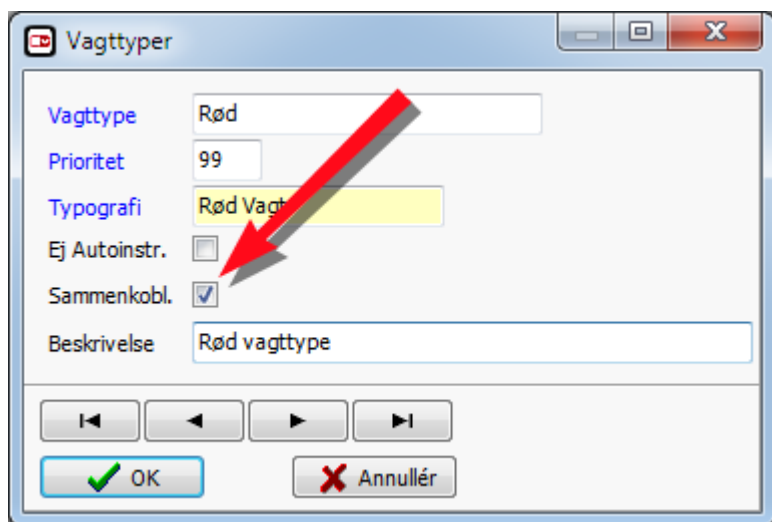 Vagttyper
Vagttype Rød
Prioritet 99
Typografi Rød Vagt
Ej Autoinstr.
Sammenkobl.
Beskrivelse Rød vagttype
OK Annullér